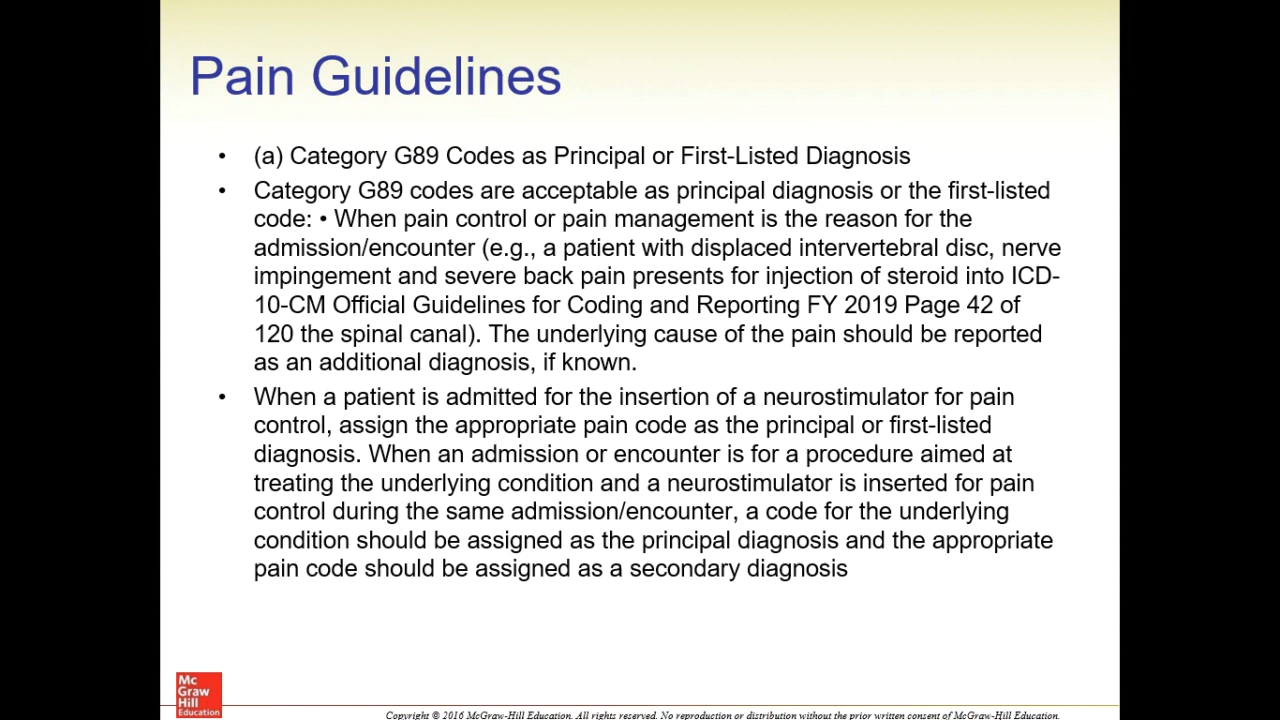 Pain Guidelines
• (a) Category G89 Codes as Principal or First-Listed Diagnosis
• Category G89 codes are acceptable as principal diagnosis or the first-listed
code: • When pain control or pain management is the reason for the
admission/encounter (e.g., a patient with displaced intervertebral disc, nerve
impingement and severe back pain presents for injection of steroid into ICD-
10-CM Official Guidelines for Coding and Reporting FY 2019 Page 42 of
120 the spinal canal). The underlying cause of the pain should be reported
as an additional diagnosis, if known.
• When a patient is admitted for the insertion of a neurostimulator for pain
control, assign the appropriate pain code as the principal or first-listed
diagnosis. When an admission or encounter is for a procedure aimed at
treating the underlying condition and a neurostimulator is inserted for pain
control during the same admission/encounter, a code for the underlying
condition should be assigned as the principal diagnosis and the appropriate
pain code should be assigned as a secondary diagnosis
Mc
Graw
Hill
Education
Copyright © 2016 McGraw-Hill Education. All rights reserved. No reproduction or distribution without the prior written consent of McGraw-Hill Education.